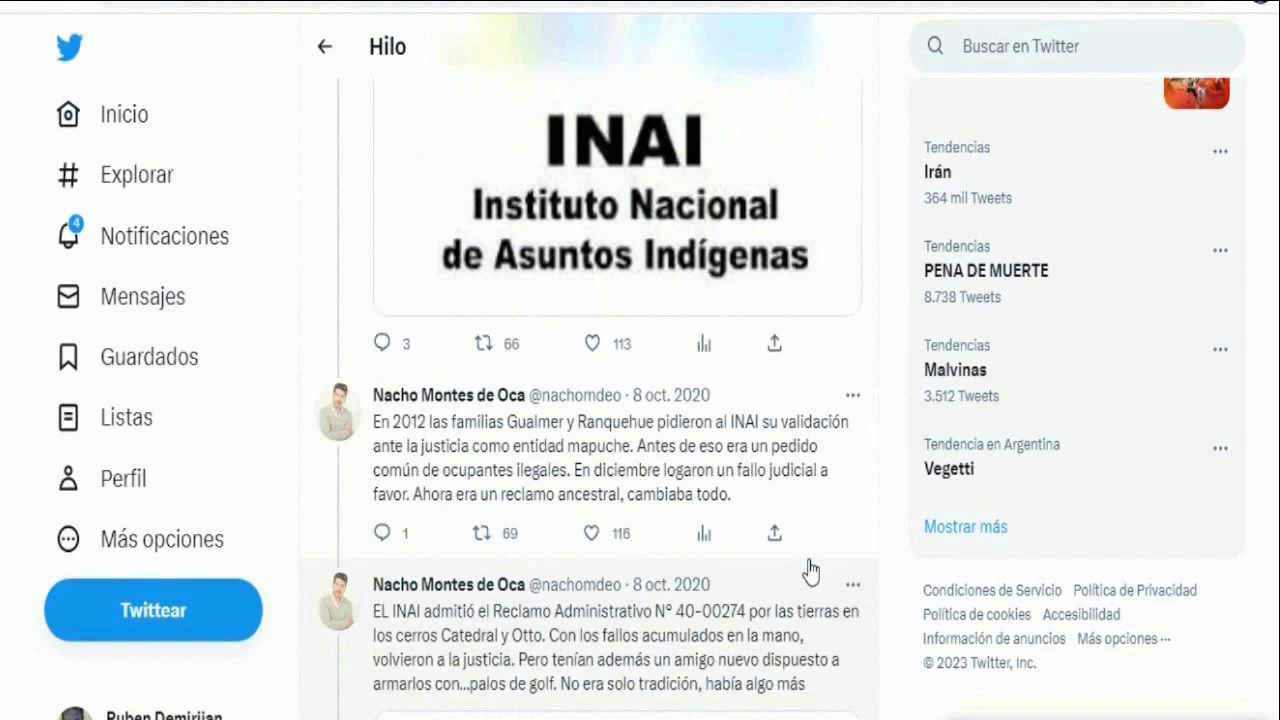 Inicio
Explorar
4
Notificaciones
Mensajes
Guardados
Listas
Perfil
Más opciones
Twittear
Ruben Demirjian
Hilo
INAI
Instituto Nacional
de Asuntos Indígenas
3 66 113
Nacho Montes de Oca @nachomdeo · 8 oct. 2020
En 2012 las familias Gualmer y Ranquehue pidieron al INAI su validación
ante la justicia como entidad mapuche. Antes de eso era un pedido
común de ocupantes ilegales. En diciembre logaron un fallo judicial a
favor. Ahora era un reclamo ancestral, cambiaba todo.
1 69 116
Nacho Montes de Oca @nachomdeo · 8 oct. 2020
EL INAI admitió el Reclamo Administrativo N° 40-00274 por las tierras en
los cerros Catedral y Otto. Con los fallos acumulados en la mano,
volvieron a la justicia. Pero tenían además un amigo nuevo dispuesto a
armarlos con...palos de golf. No era solo tradición, había algo más
Buscar en Twitter
Tendencias
Irán
364 mil Tweets
Tendencias
PENA DE MUERTE
8.738 Tweets
Tendencias
Malvinas
3.512 Tweets
Tendencia en Argentina
Vegetti
Mostrar más
Condiciones de Servicio Política de Privacidad
Política de cookies Accesibilidad
Información de anuncios Más opciones ···
© 2023 Twitter, Inc.